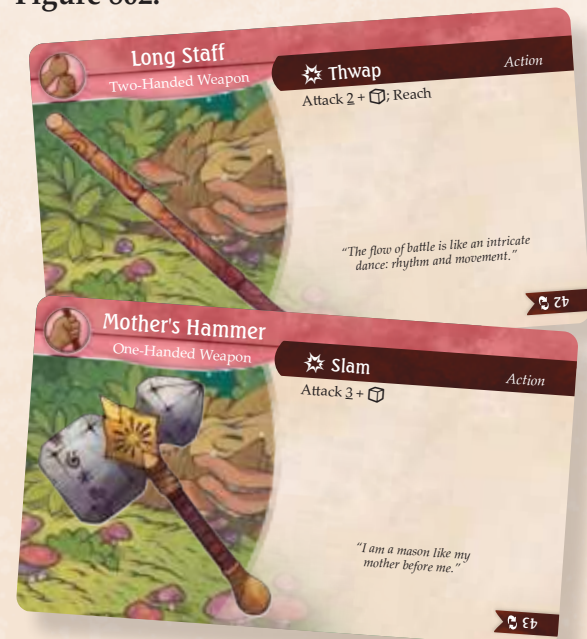 Figure 802.
Long Staff
Two-Handed Weapon
Thwap
Action
Attack 2 + ; Reach
"The flow of battle is like an intricate
dance: rhythm and movement."
42
Mother's Hammer
One-Handed Weapon
Slam
Action
Attack 3 +
"I am a mason like my
mother before me."
43